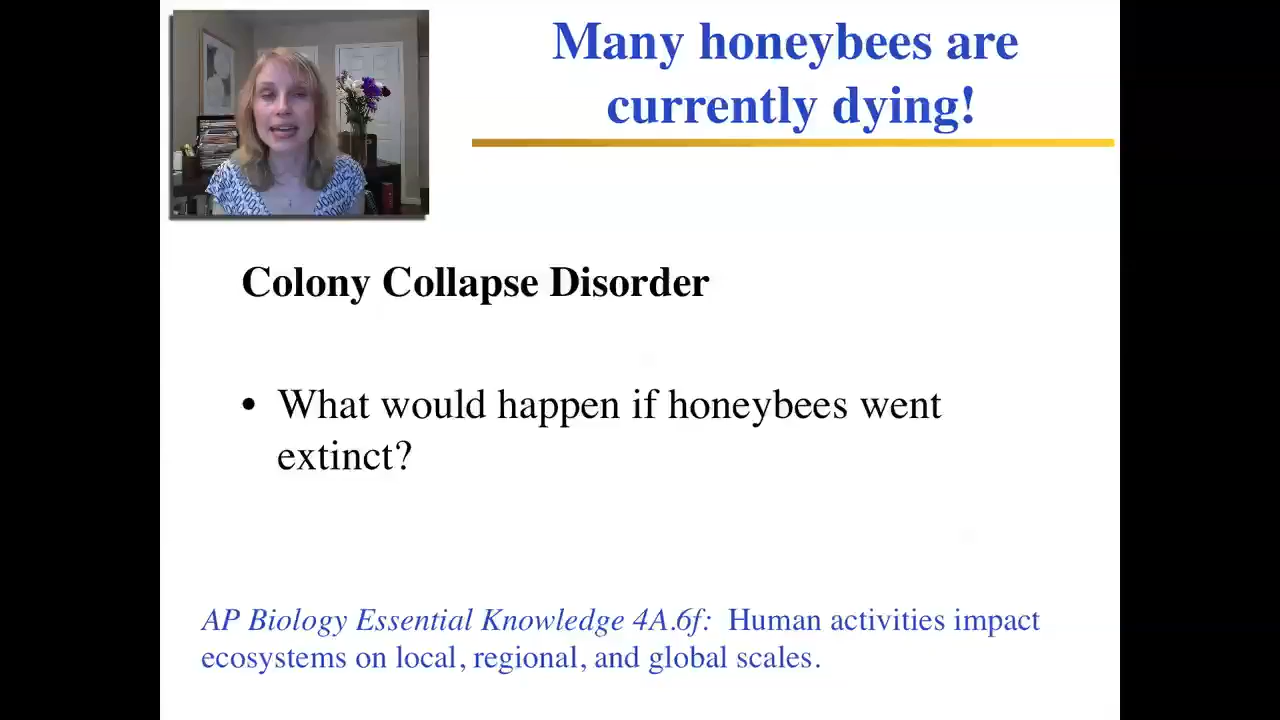 Many honeybees are
currently dying!
Colony Collapse Disorder
• What would happen if honeybees went
extinct?
AP Biology Essential Knowledge 4A.6f: Human activities impact
ecosystems on local, regional, and global scales.